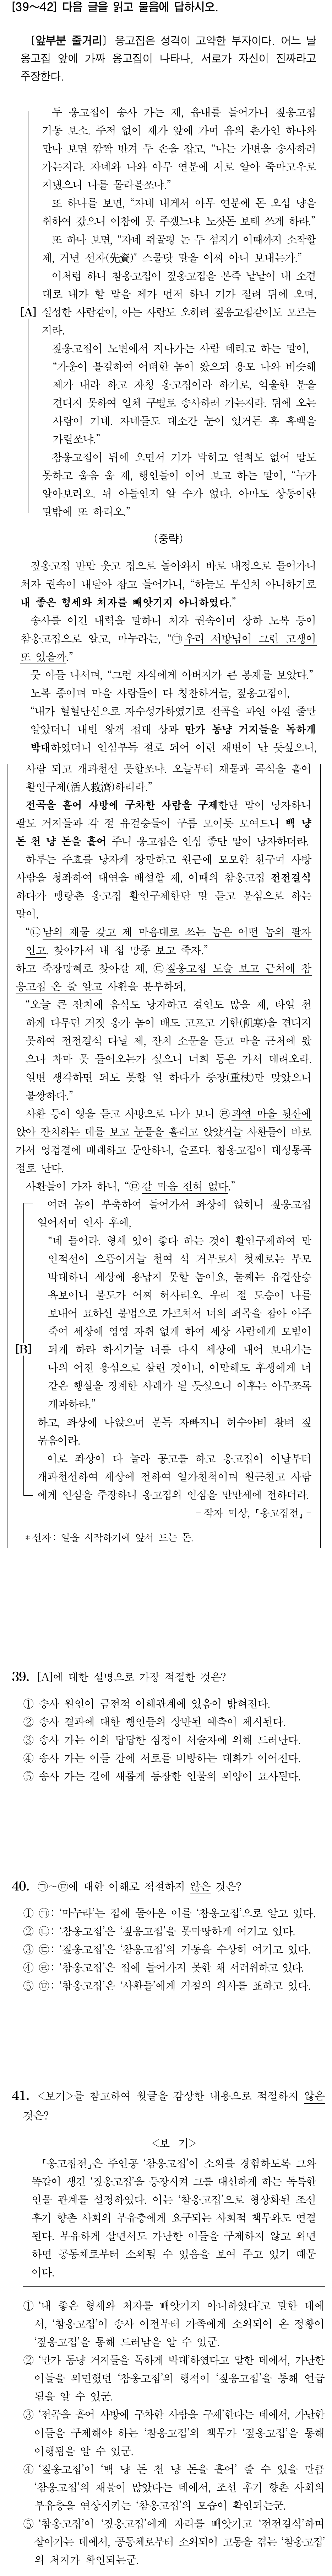 [39~42] 다음 글을 읽고 물음에 답하시오.
[앞부분 줄거리] 옹고집은 성격이 고약한 부자이다. 어느 날
옹고집 앞에 가짜 옹고집이 나타나, 서로가 자신이 진짜라고
주장한다.
두 옹고집이 송사 가는 제, 읍내를 들어가니 짚옹고집
거동 보소. 주저 없이 제가 앞에 가며 읍의 촌가인 하나와
만나 보면 깜짝 반겨 두 손을 잡고, “나는 가변을 송사하러
가는지라. 자네와 나와 아무 연분에 서로 알아 죽마고우로
지냈으니 나를 몰라볼쏘냐.”
또 하나를 보면, “자네 내게서 아무 연분에 돈 오십 냥을
취하여 갔으니 이참에 못 주겠느냐. 노잣돈 보태 쓰게 하라.”
또 하나 보면, “자네 쥐골평 논 두 섬지기 이때까지 소작할
제, 거년 선자(先資)* 스물닷 말을 어찌 아니 보내는가.”
이처럼 하니 참옹고집이 짚옹고집을 본즉 낱낱이 내 소견
대로 내가 할 말을 제가 먼저 하니 기가 질려 뒤에 오며,
[A] 실성한 사람같이, 아는 사람도 오히려 짚옹고집같이도 모르는
지라.
짚옹고집이 노변에서 지나가는 사람 데리고 하는 말이,
“가운이 불길하여 어떠한 놈이 왔으되 용모 나와 비슷해
제가 내라 하고 자칭 옹고집이라 하기로, 억울한 분을
견디지 못하여 일체 구별로 송사하러 가는지라. 뒤에 오는
사람이 기네. 자네들도 대소간 눈이 있거든 혹 흑백을
가릴쏘냐.”
참옹고집이 뒤에 오면서 기가 막히고 얼척도 없어 말도
못하고 울음 울 제, 행인들이 이어 보고 하는 말이, “누가
알아보리오. 뉘 아들인지 알 수가 없다. 아마도 상동이란
말밖에 또 하리오.”
(중략)
짚옹고집 반만 웃고 집으로 돌아와서 바로 내정으로 들어가니
처자 권속이 내달아 잡고 들어가니, “하늘도 무심치 아니하기로
내 좋은 형세와 처자를 빼앗기지 아니하였다.”
송사를 이긴 내력을 말하니 처자 권속이며 상하 노복 등이
참옹고집으로 알고, 마누라는, “㉠우리 서방님이 그런 고생이
또 있을까.”
뭇 아들 나서며, “그런 자식에게 아버지가 큰 봉재를 보았다.”
노복 종이며 마을 사람들이 다 칭찬하거늘, 짚옹고집이,
“내가 혈혈단신으로 자수성가하였기로 전곡을 과연 아낄 줄만
알았더니 내빈 왕객 접대 상과 만가 동냥 거지들을 독하게
박대하였더니 인심부득 절로 되어 이런 재변이 난 듯싶으니,
사람 되고 개과천선 못할쏘냐. 오늘부터 재물과 곡식을 흩어
활인구제(活人救濟)하리라.”
전곡을 흩어 사방에 구차한 사람을 구제한단 말이 낭자하니
팔도 거지들과 각 절 유걸승들이 구름 모이듯 모여드니 백 냥
돈 천 냥 돈을 흩어 주니 옹고집은 인심 좋단 말이 낭자하더라.
하루는 주효를 낭자케 장만하고 원근에 모모한 친구며 사방
사람을 청좌하여 대연을 배설할 제, 이때의 참옹고집 전전걸식
하다가 맹랑촌 옹고집 활인구제한단 말 듣고 분심으로 하는
말이,
“㉡남의 재물 갖고 제 마음대로 쓰는 놈은 어떤 놈의 팔자
인고. 찾아가서 내 집 망종 보고 죽자.”
하고 죽장망혜로 찾아갈 제, ㉢짚옹고집 도술 보고 근처에 참
옹고집 온 줄 알고 사환을 분부하되,
“오늘 큰 잔치에 음식도 낭자하고 걸인도 많을 제, 타일 천
하게 다투던 거짓 옹가 놈이 배도 고프고 기한(飢寒)을 견디지
못하여 전전걸식 다닐 제, 잔치 소문을 듣고 마을 근처에 왔
으나 차마 못 들어오는가 싶으니 너희 등은 가서 데려오라.
일변 생각하면 되도 못할 일 하다가 중장(重杖)만 맞았으니
불쌍하다.”
사환 등이 영을 듣고 사방으로 나가 보니 ㉣과연 마을 뒷산에
앉아 잔치하는 데를 보고 눈물을 흘리고 앉았거늘 사환들이 바로
가서 엉겁결에 배례하고 문안하니, 슬프다. 참옹고집이 대성통곡
절로 난다.
사환들이 가자 하니, “㉤갈 마음 전혀 없다.”
여러 놈이 부축하여 들어가서 좌상에 앉히니 짚옹고집
일어서며 인사 후에,
“네 들어라. 형세 있어 좋다 하는 것이 활인구제하여 만
인적선이 으뜸이거늘 천여 석 거부로서 첫째로는 부모
박대하니 세상에 용납지 못할 놈이요, 둘째는 유걸산승
욕보이니 불도가 어찌 허사리오. 우리 절 도승이 나를
보내어 묘하신 불법으로 가르쳐서 너의 죄목을 잡아 아주
죽여 세상에 영영 자취 없게 하여 세상 사람에게 모범이
[B] 되게 하라 하시거늘 너를 다시 세상에 내어 보내기는
나의 어진 용심으로 살린 것이니, 이만해도 후생에게 너
같은 행실을 징계한 사례가 될 듯싶으니 이후는 아무쪼록
개과하라.”
하고, 좌상에 나앉으며 문득 자빠지니 허수아비 찰벼 짚
묶음이라.
이로 좌상이 다 놀라 공고를 하고 옹고집이 이날부터
개과천선하여 세상에 전하여 일가친척이며 원근친고 사람
에게 인심을 주장하니 옹고집의 인심을 만만세에 전하더라.
- 작자 미상, 「옹고집전」 -
* 선자 : 일을 시작하기에 앞서 드는 돈.
39. [A]에 대한 설명으로 가장 적절한 것은?
① 송사 원인이 금전적 이해관계에 있음이 밝혀진다.
② 송사 결과에 대한 행인들의 상반된 예측이 제시된다.
③ 송사 가는 이의 답답한 심정이 서술자에 의해 드러난다.
④ 송사 가는 이들 간에 서로를 비방하는 대화가 이어진다.
⑤ 송사 가는 길에 새롭게 등장한 인물의 외양이 묘사된다.
40. ㉠~㉤에 대한 이해로 적절하지 않은 것은?
① ㉠ : ‘마누라’는 집에 돌아온 이를 ‘참옹고집’으로 알고 있다.
② ㉡ : ‘참옹고집’은 ‘짚옹고집’을 못마땅하게 여기고 있다.
③ ㉢ : ‘짚옹고집’은 ‘참옹고집’의 거동을 수상히 여기고 있다.
④ ㉣ : ‘참옹고집’은 집에 들어가지 못한 채 서러워하고 있다.
⑤ ㉤ : ‘참옹고집’은 ‘사환들’에게 거절의 의사를 표하고 있다.
41. <보기>를 참고하여 윗글을 감상한 내용으로 적절하지 않은
것은?
<보 기>
「옹고집전」은 주인공 ‘참옹고집’이 소외를 경험하도록 그와
똑같이 생긴 ‘짚옹고집’을 등장시켜 그를 대신하게 하는 독특한
인물 관계를 설정하였다. 이는 ‘참옹고집’으로 형상화된 조선
후기 향촌 사회의 부유층에게 요구되는 사회적 책무와도 연결
된다. 부유하게 살면서도 가난한 이들을 구제하지 않고 외면
하면 공동체로부터 소외될 수 있음을 보여 주고 있기 때문
이다.
① ‘내 좋은 형세와 처자를 빼앗기지 아니하였다’고 말한 데에
서, ‘참옹고집’이 송사 이전부터 가족에게 소외되어 온 정황이
‘짚옹고집’을 통해 드러남을 알 수 있군.
② ‘만가 동냥 거지들을 독하게 박대’하였다고 말한 데서, 가난한
이들을 외면했던 ‘참옹고집’의 행적이 ‘짚옹고집’을 통해 언급
됨을 알 수 있군.
③ ‘전곡을 흩어 사방에 구차한 사람을 구제’한다는 데에서, 가난한
이들을 구제해야 하는 ‘참옹고집’의 책무가 ‘짚옹고집’을 통해
이행됨을 알 수 있군.
④ ‘짚옹고집’이 ‘백 냥 돈 천 냥 돈을 흩어’ 줄 수 있을 만큼
‘참옹고집’의 재물이 많았다는 데에서, 조선 후기 향촌 사회의
부유층을 연상시키는 ‘참옹고집’의 모습이 확인되는군.
⑤ ‘참옹고집’이 ‘짚옹고집’에게 자리를 빼앗기고 ‘전전걸식’하며
살아가는 데에서, 공동체로부터 소외되어 고통을 겪는 ‘참옹고집’
의 처지가 확인되는군.